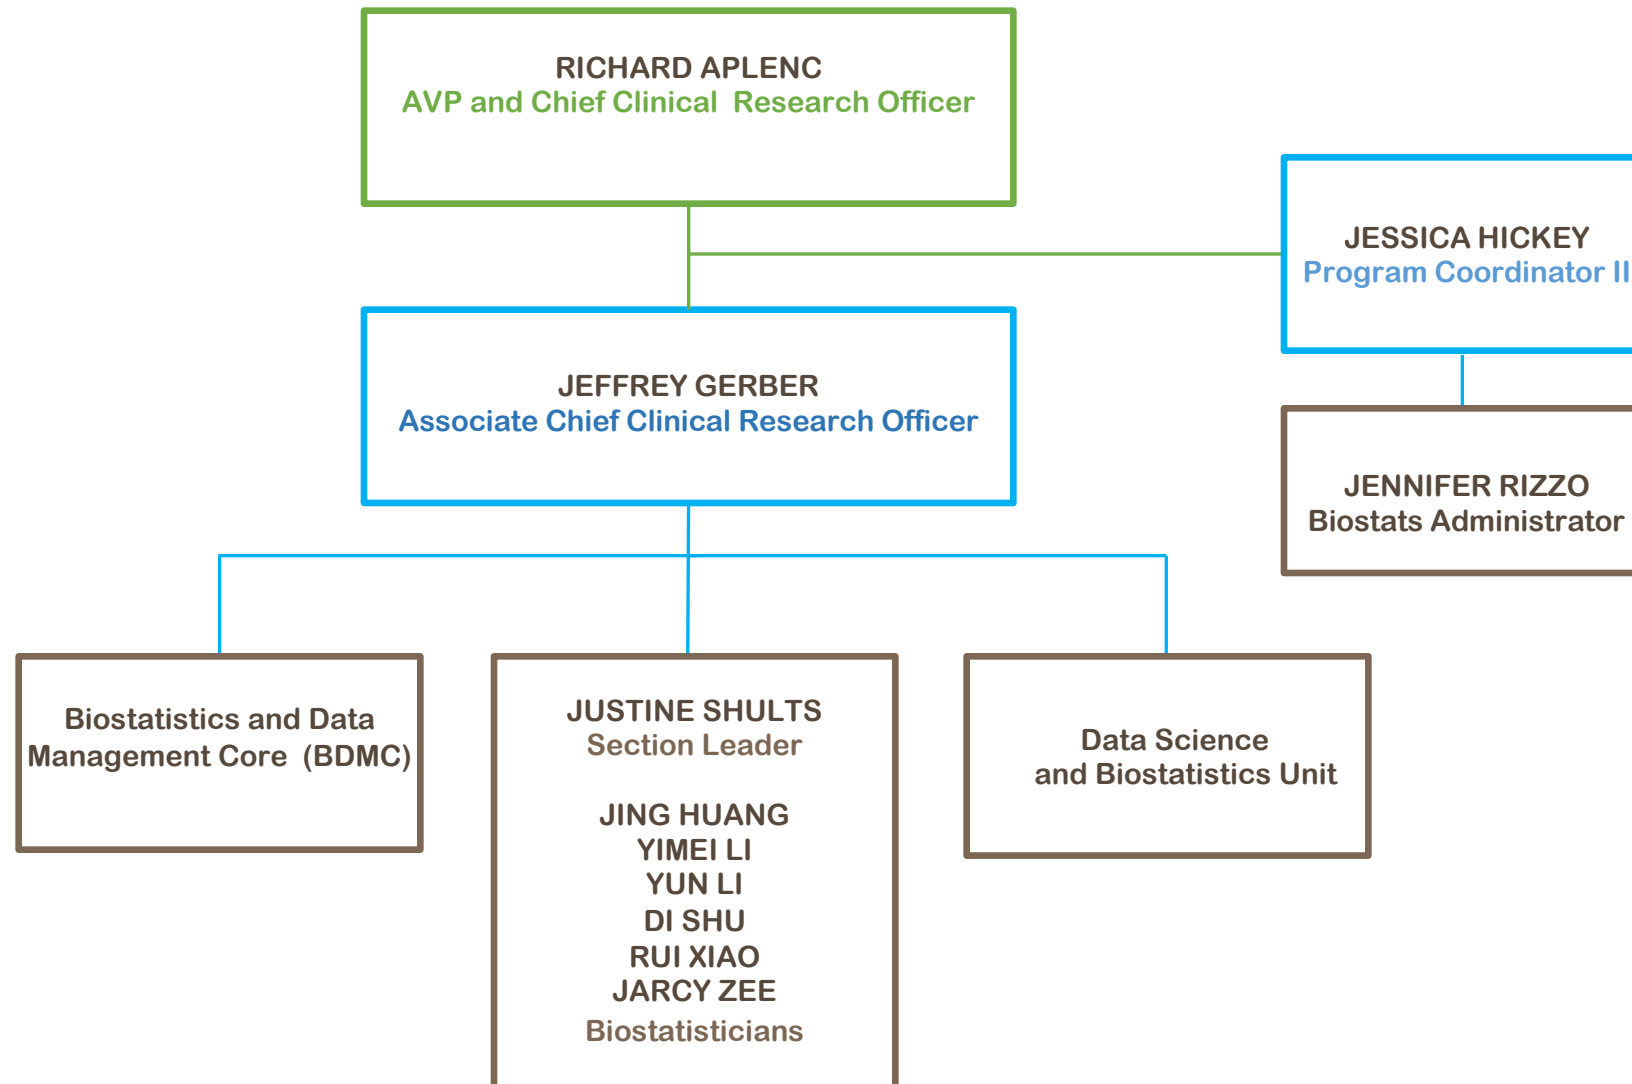 RICHARD APLENC
AVP and Chief Clinical Research Officer
JESSICA HICKEY
Program Coordinator II
JEFFREY GERBER
Associate Chief Clinical Research Officer
JENNIFER RIZZO
Biostats Administrator
Biostatistics and Data
Management Core (BDMC)
JUSTINE SHULTS
Section Leader
JING HUANG
YIMEI LI
YUN LI
DI SHU
RUI XIAO
JARCY ZEE
Biostatisticians
Data Science
and Biostatistics Unit